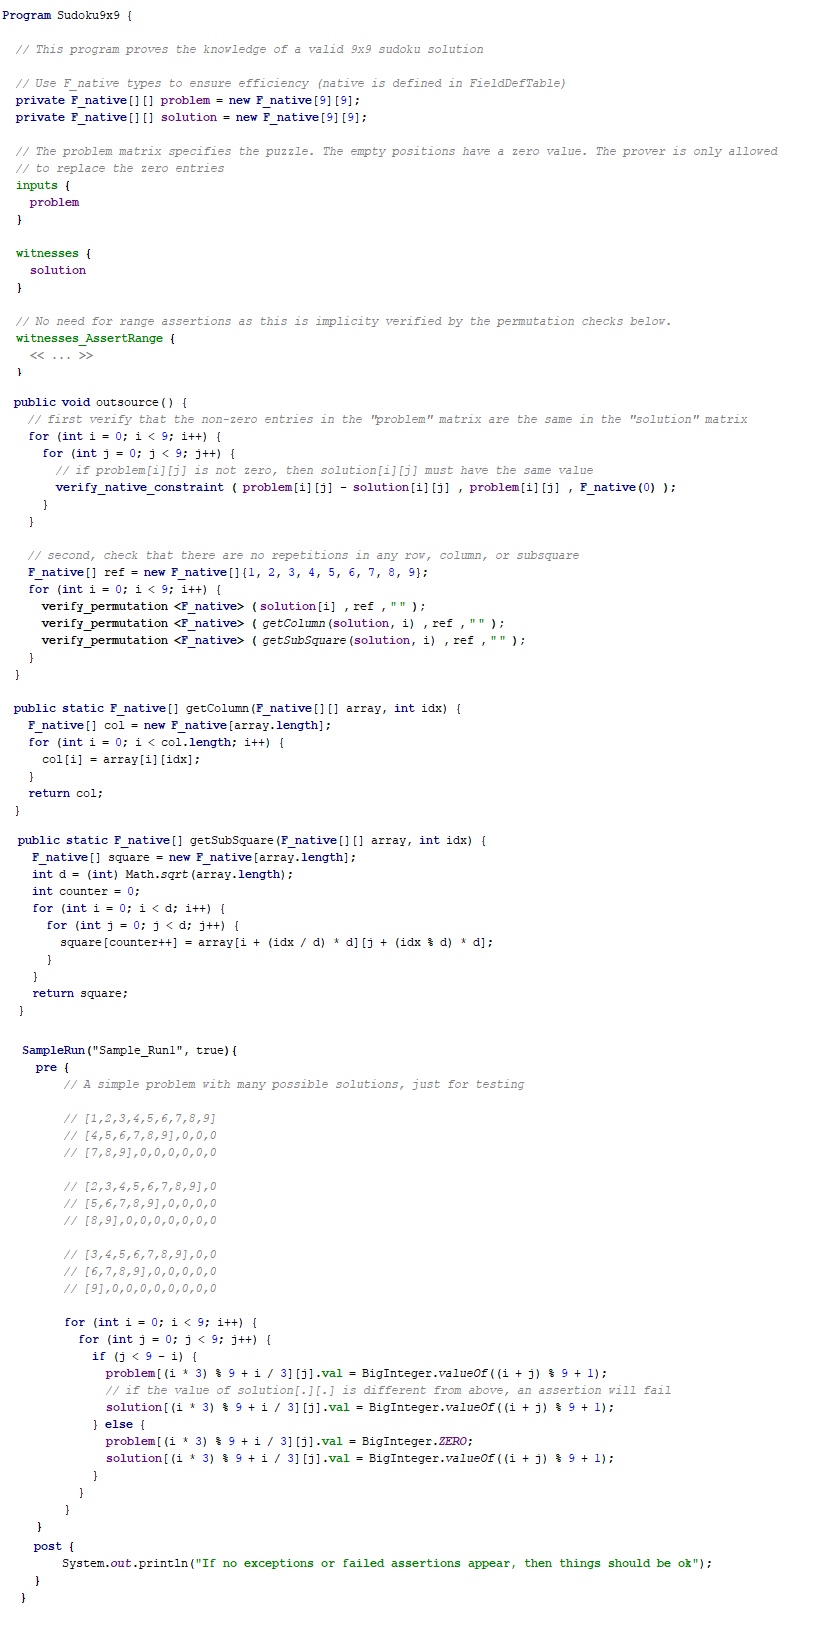 Program Sudoku9x9 {
// This program proves the knowledge of a valid 9x9 sudoku solution
// Use F_native types to ensure efficiency (native is defined in FieldDefTable)
private F_native[][] problem = new F_native[9][9];
private F_native[][] solution = new F_native[9][9];
// The problem matrix specifies the puzzle. The empty positions have a zero value. The prover is only allowed
// to replace the zero entries
inputs {
problem
}
witnesses {
solution
}
// No need for range assertions as this is implicity verified by the permutation checks below.
witnesses_AssertRange {
<< ... >>
}
public void outsource() {
// first verify that the non-zero entries in the "problem" matrix are the same in the "solution" matrix
for (int i = 0; i < 9; i++) {
for (int j = 0; j < 9; j++) {
// if problem[i][j] is not zero, then solution[i][j] must have the same value
verify_native_constraint ( problem[i][j] - solution[i][j] , problem[i][j] , F_native(0) );
}
}
// second, check that there are no repetitions in any row, column, or subsquare
F_native[] ref = new F_native[]{1, 2, 3, 4, 5, 6, 7, 8, 9};
for (int i = 0; i < 9; i++) {
verify_permutation <F_native> ( solution[i] , ref , "" );
verify_permutation <F_native> ( getColumn(solution, i) , ref , "" );
verify_permutation <F_native> ( getSubSquare(solution, i) , ref , "" );
}
}
public static F_native[] getColumn(F_native[][] array, int idx) {
F_native[] col = new F_native[array.length];
for (int i = 0; i < col.length; i++) {
col[i] = array[i][idx];
}
return col;
}
public static F_native[] getSubSquare(F_native[][] array, int idx) {
F_native[] square = new F_native[array.length];
int d = (int) Math.sqrt(array.length);
int counter = 0;
for (int i = 0; i < d; i++) {
for (int j = 0; j < d; j++) {
square[counter++] = array[i + (idx / d) * d][j + (idx % d) * d];
}
}
return square;
}
SampleRun("Sample_Run1", true){
pre {
// A simple problem with many possible solutions, just for testing
// [1,2,3,4,5,6,7,8,9]
// [4,5,6,7,8,9],0,0,0
// [7,8,9],0,0,0,0,0,0
// [2,3,4,5,6,7,8,9],0
// [5,6,7,8,9],0,0,0,0
// [8,9],0,0,0,0,0,0,0
// [3,4,5,6,7,8,9],0,0
// [6,7,8,9],0,0,0,0,0
// [9],0,0,0,0,0,0,0,0
for (int i = 0; i < 9; i++) {
for (int j = 0; j < 9; j++) {
if (j < 9 - i) {
problem[(i * 3) % 9 + i / 3][j].val = BigInteger.valueOf((i + j) % 9 + 1);
// if the value of solution[.][.] is different from above, an assertion will fail
solution[(i * 3) % 9 + i / 3][j].val = BigInteger.valueOf((i + j) % 9 + 1);
} else {
problem[(i * 3) % 9 + i / 3][j].val = BigInteger.ZERO;
solution[(i * 3) % 9 + i / 3][j].val = BigInteger.valueOf((i + j) % 9 + 1);
}
}
}
}
post {
System.out.println("If no exceptions or failed assertions appear, then things should be ok");
}
}